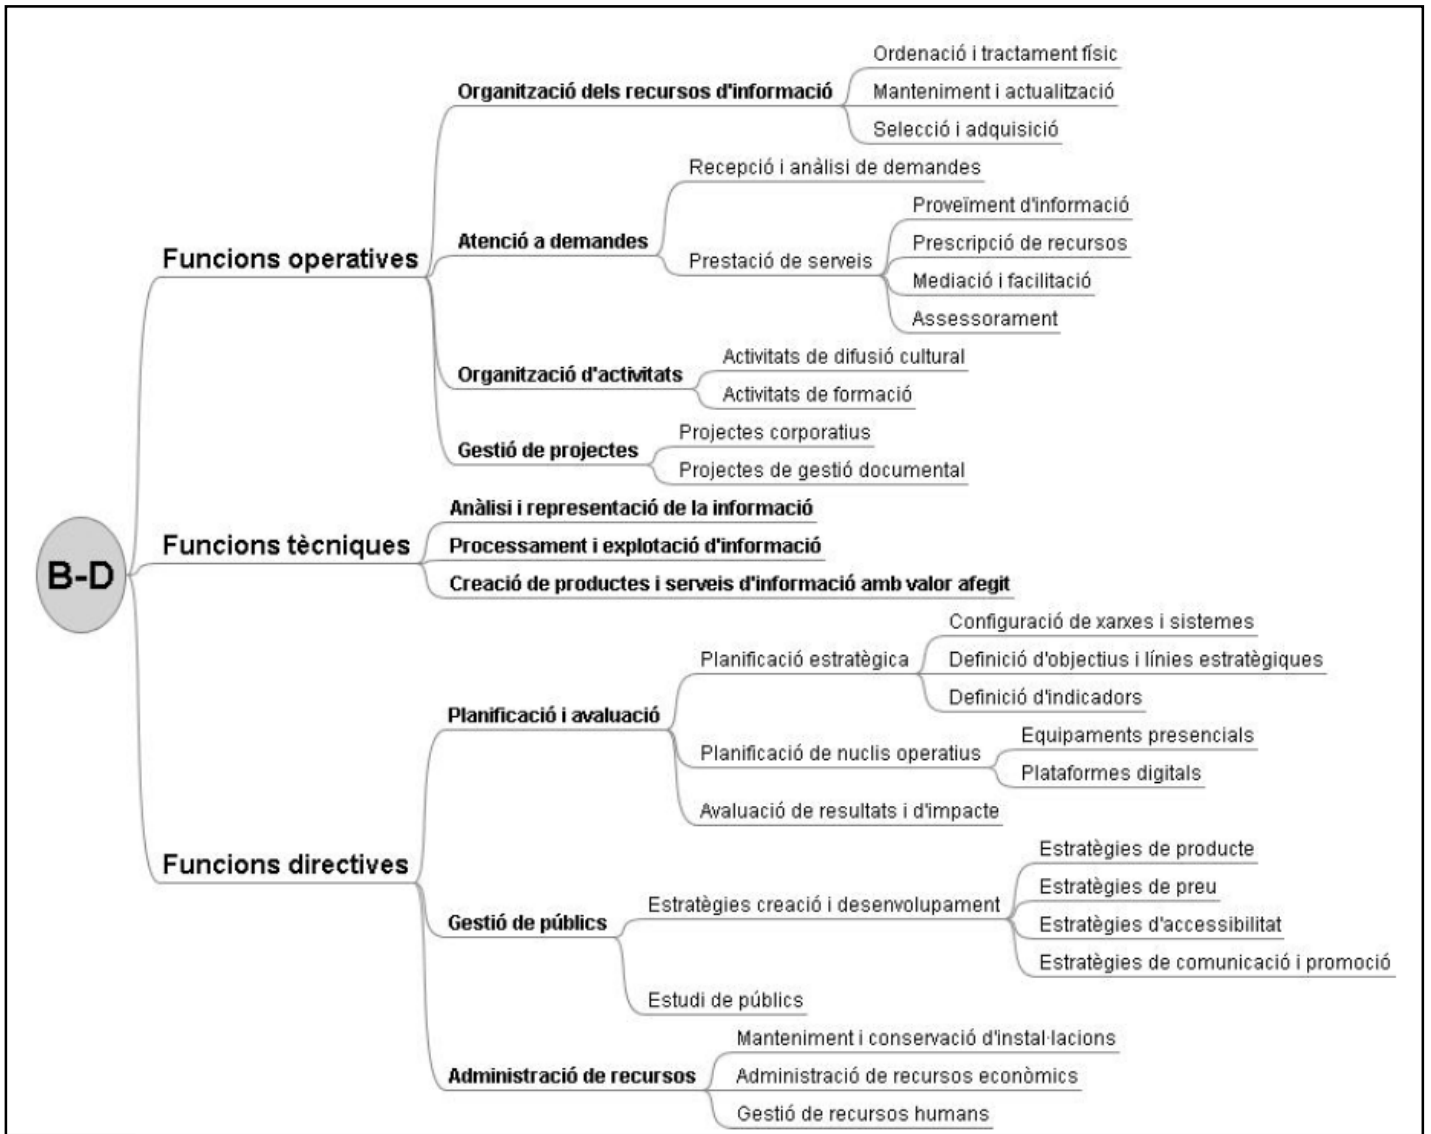 B-D
Funcions operatives
Organització dels recursos d'informació
Ordenació i tractament físic
Manteniment i actualització
Selecció i adquisició
Atenció a demandes
Recepció i anàlisi de demandes
Prestació de serveis
Proveïment d'informació
Prescripció de recursos
Mediació i facilitació
Assessorament
Organització d'activitats
Activitats de difusió cultural
Activitats de formació
Gestió de projectes
Projectes corporatius
Projectes de gestió documental
Funcions tècniques
Anàlisi i representació de la informació
Processament i explotació d'informació
Creació de productes i serveis d'informació amb valor afegit
Funcions directives
Planificació i avaluació
Planificació estratègica
Configuració de xarxes i sistemes
Definició d'objectius i línies estratègiques
Definició d'indicadors
Planificació de nuclis operatius
Equipaments presencials
Plataformes digitals
Avaluació de resultats i d'impacte
Gestió de públics
Estratègies creació i desenvolupament
Estratègies de producte
Estratègies de preu
Estratègies d'accessibilitat
Estratègies de comunicació i promoció
Estudi de públics
Administració de recursos
Manteniment i conservació d'instal·lacions
Administració de recursos econòmics
Gestió de recursos humans